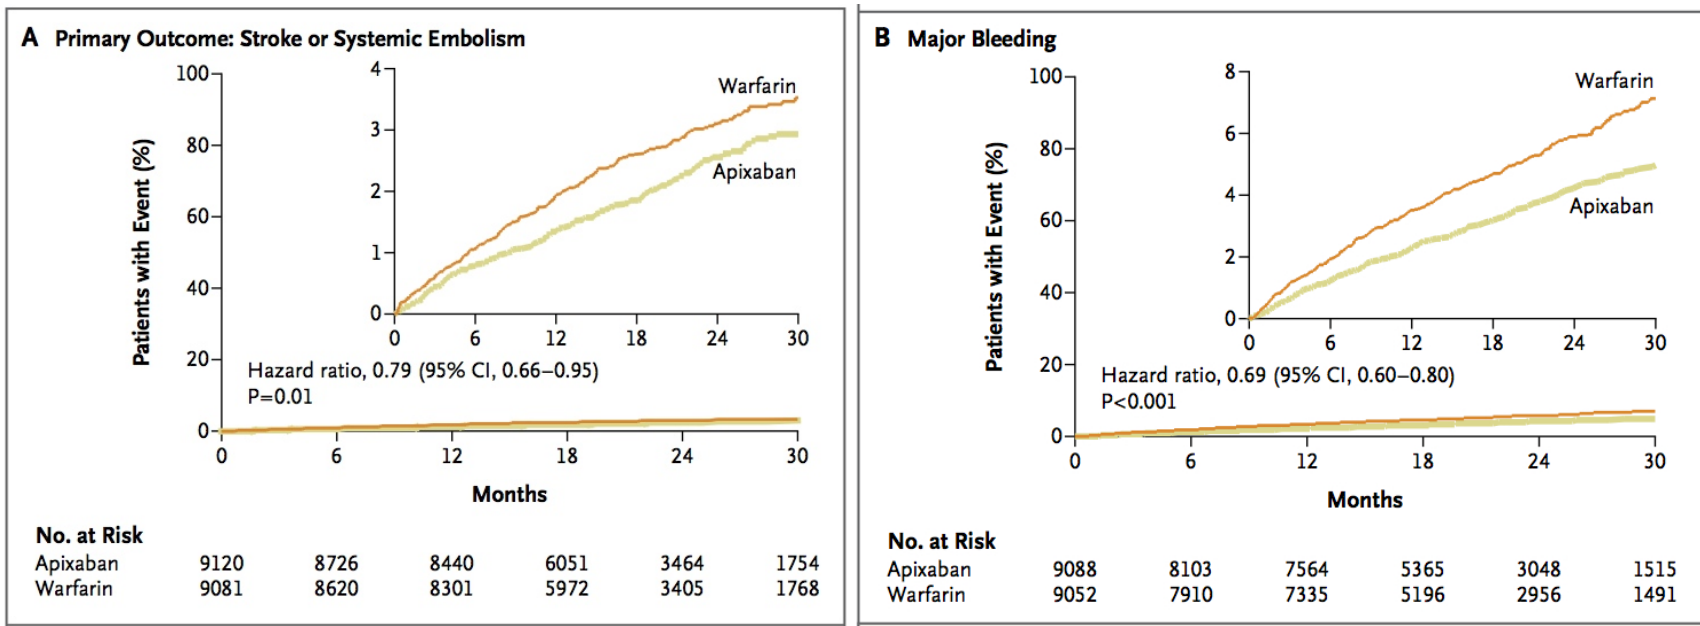 A Primary Outcome: Stroke or Systemic Embolism
Patients with Event (%)
100
80
60
40
20
0
4
3
2
1
0
Warfarin
Apixaban
0 6 12 18 24 30
Hazard ratio, 0.79 (95% CI, 0.66–0.95)
P=0.01
0 6 12 18 24 30
Months
No. at Risk
Apixaban 9120 8726 8440 6051 3464 1754
Warfarin 9081 8620 8301 5972 3405 1768
B Major Bleeding
Patients with Event (%)
100
80
60
40
20
0
8
6
4
2
0
Warfarin
Apixaban
0 6 12 18 24 30
Hazard ratio, 0.69 (95% CI, 0.60–0.80)
P<0.001
0 6 12 18 24 30
Months
No. at Risk
Apixaban 9088 8103 7564 5365 3048 1515
Warfarin 9052 7910 7335 5196 2956 1491